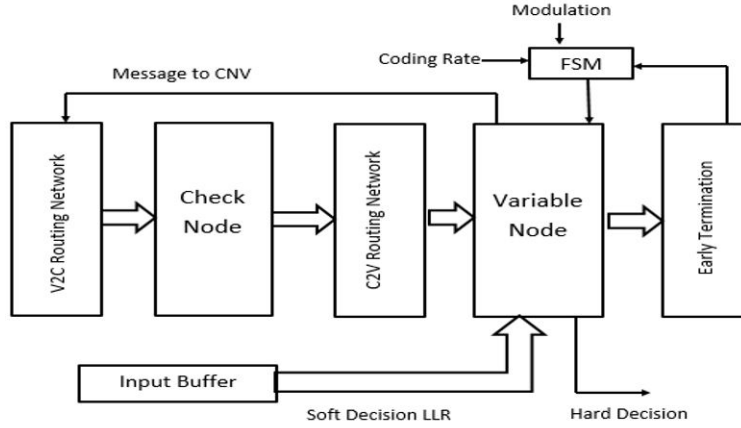 Modulation
Coding Rate
FSM
Message to CNV
V2C Routing Network
Check
Node
C2V Routing Network
Variable
Node
Early Termination
Input Buffer
Soft Decision LLR
Hard Decision